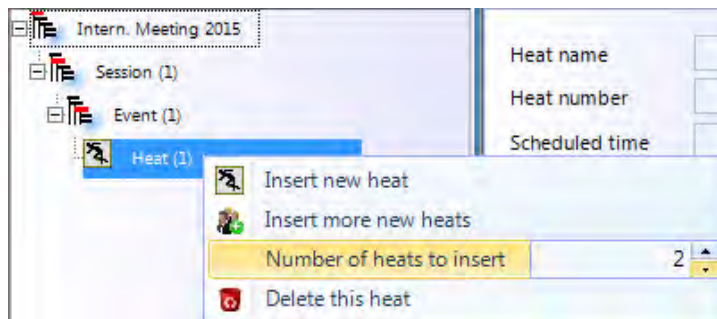 Intern. Meeting 2015
Session (1)
Event (1)
Heat (1)
Heat name
Heat number
Scheduled time
Insert new heat
Insert more new heats
Number of heats to insert 2
Delete this heat